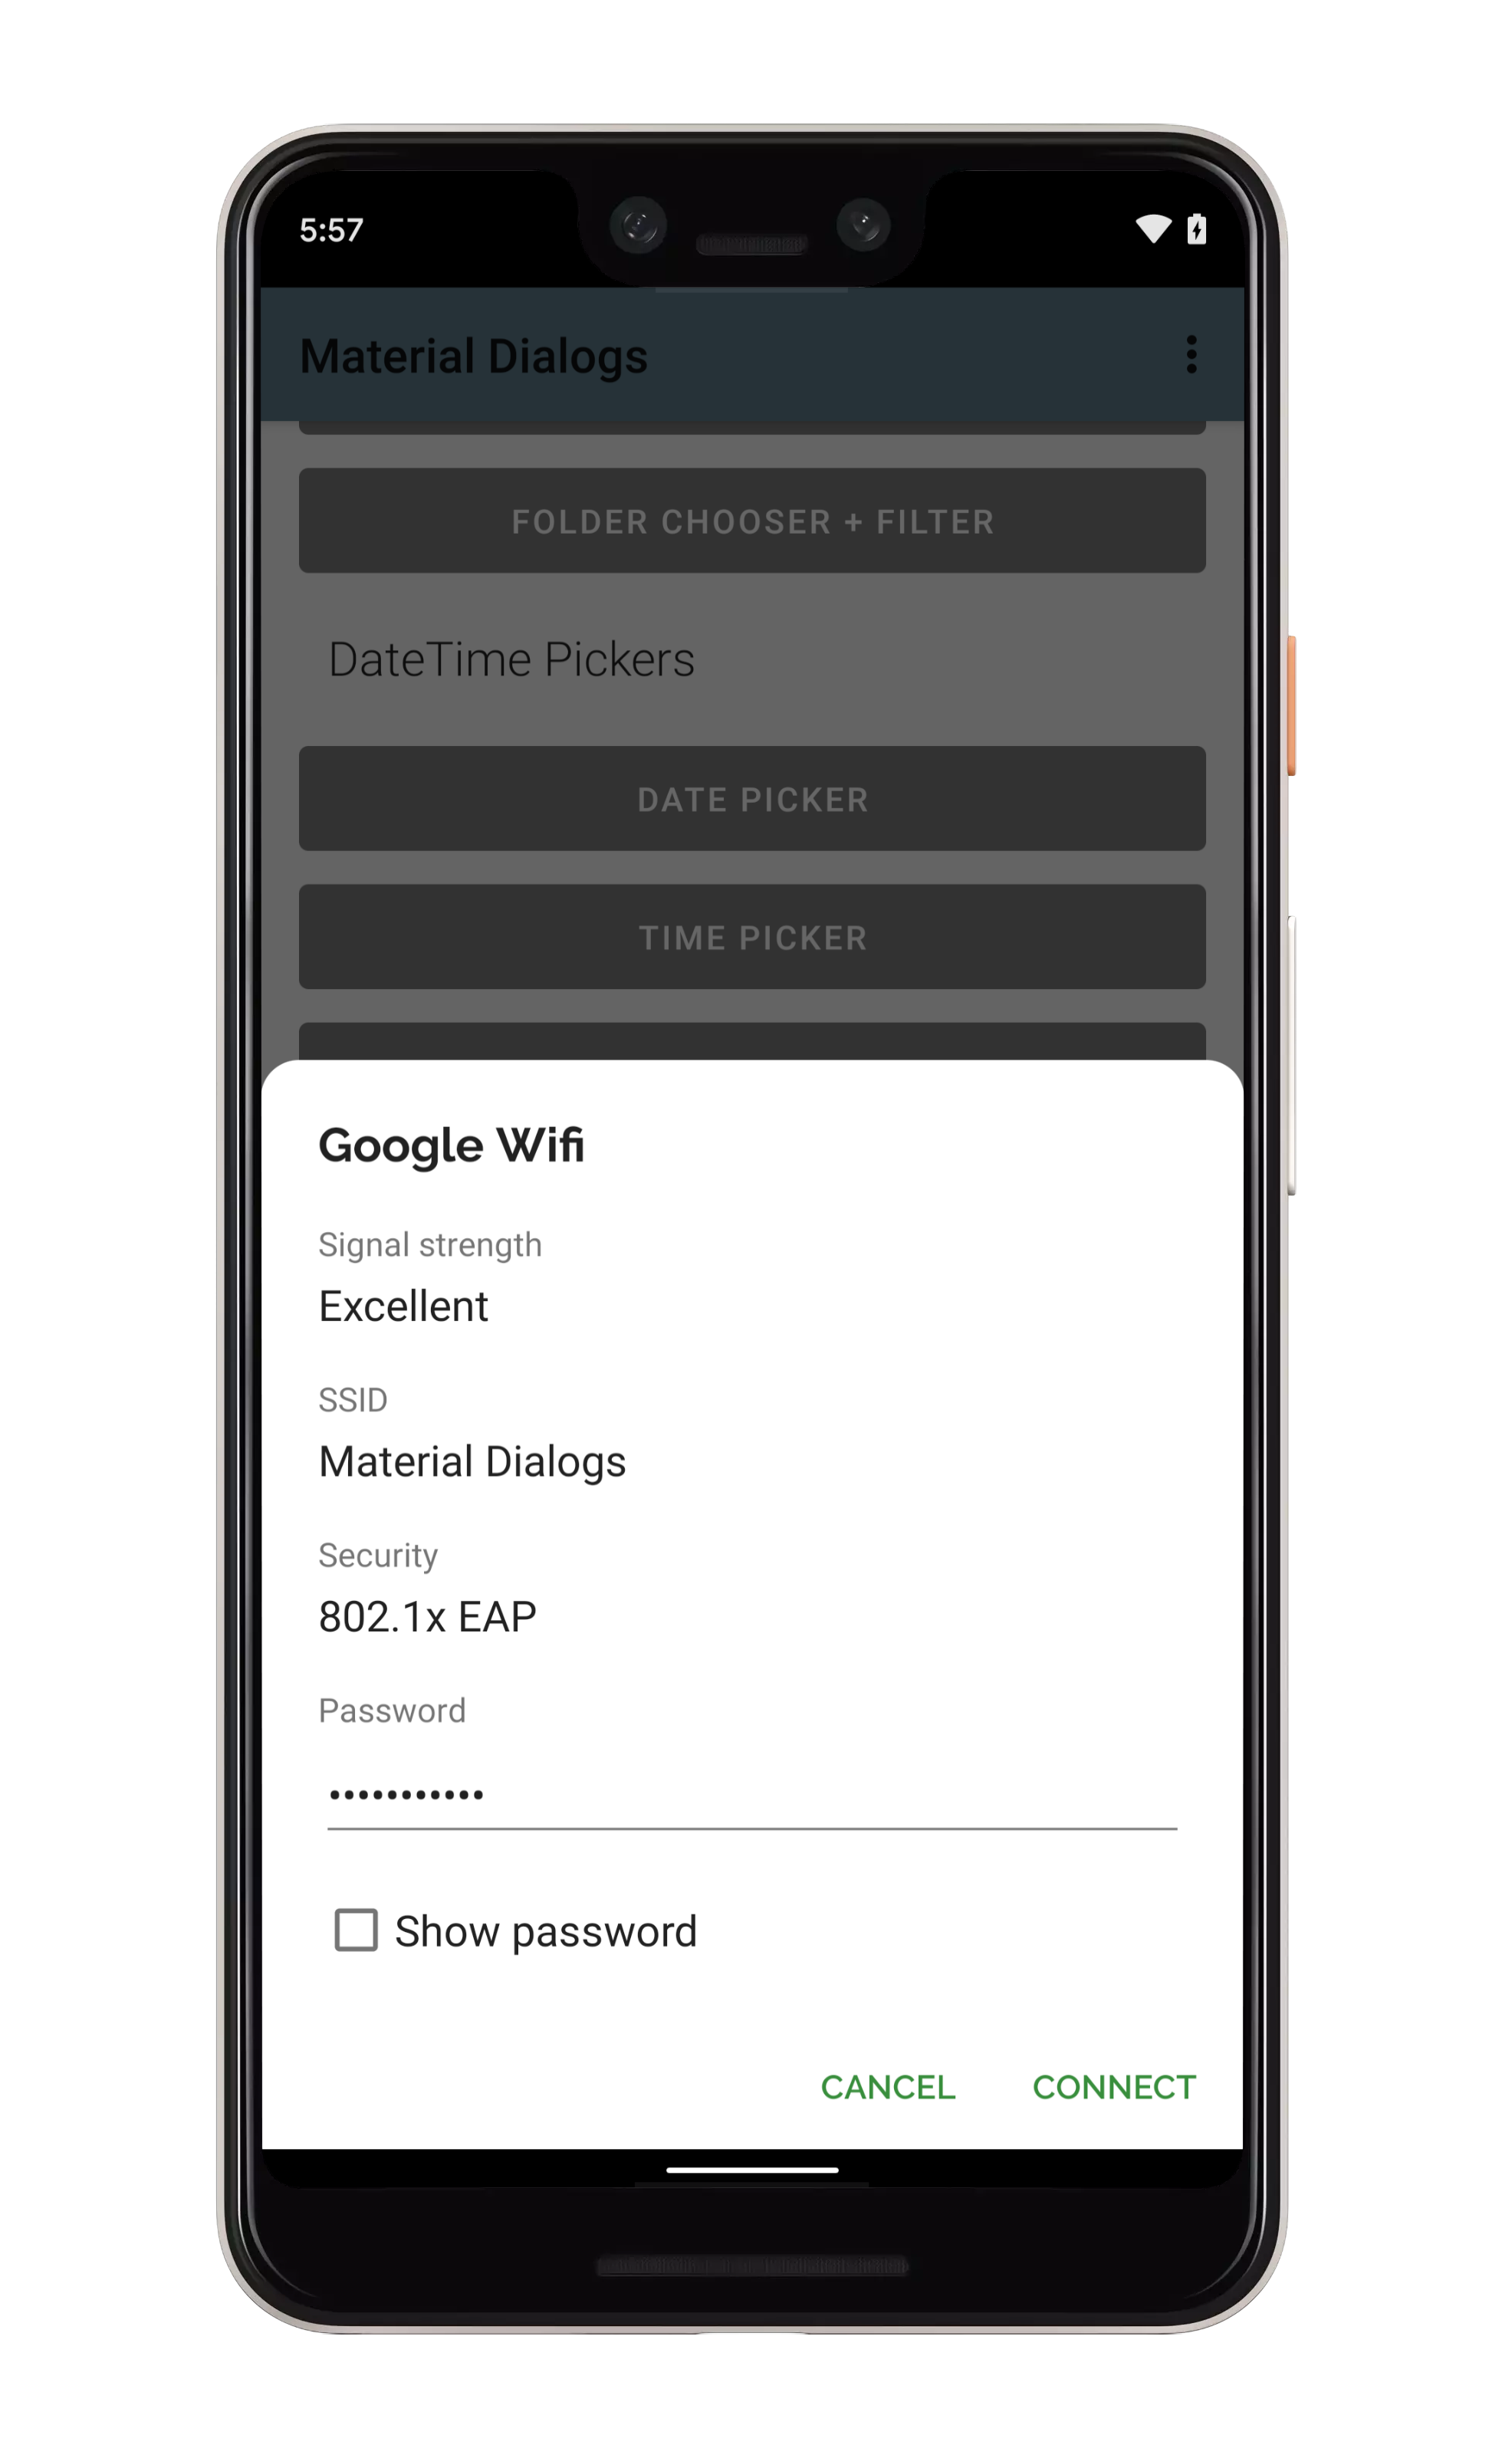 5:57
Material Dialogs
FOLDER CHOOSER + FILTER
DateTime Pickers
DATE PICKER
TIME PICKER
Google Wifi
Signal strength
Excellent
SSID
Material Dialogs
Security
802.1x EAP
Password
•••••••••••
Show password
CANCEL CONNECT